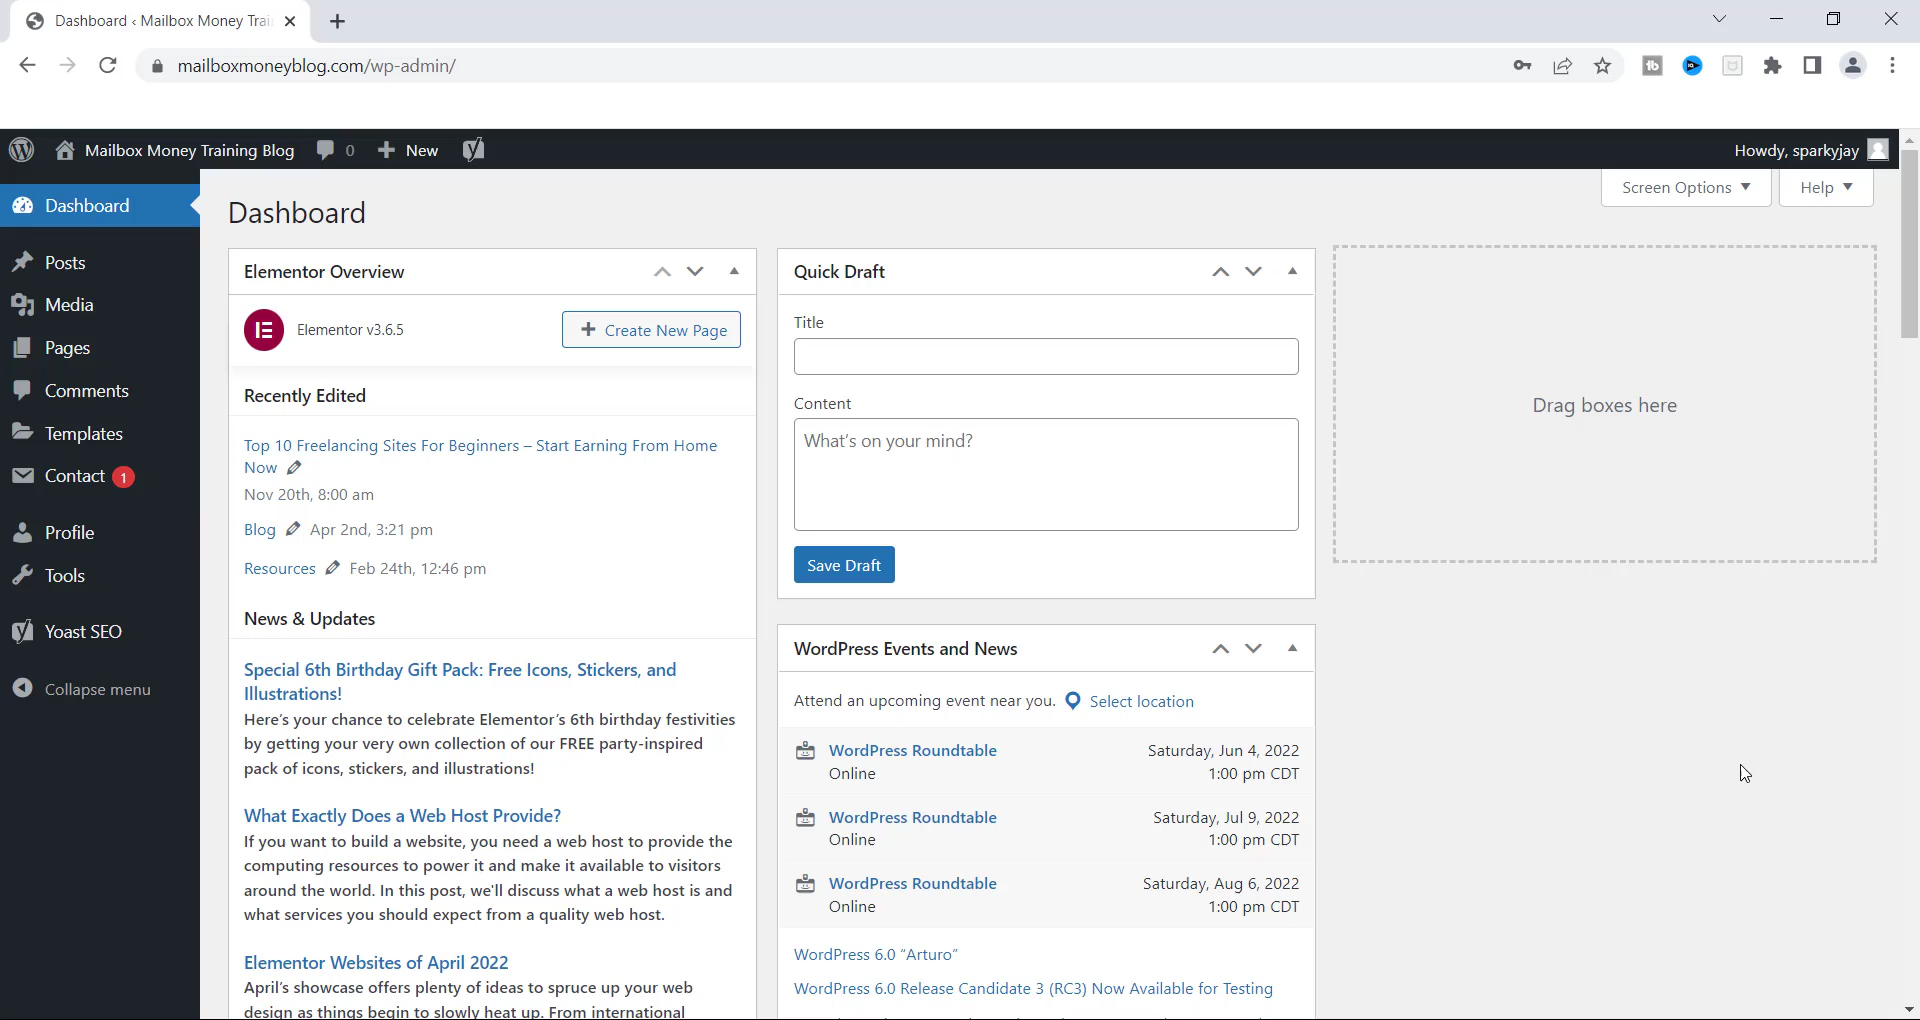 Dashboard ‹ Mailbox Money Trai
mailboxmoneyblog.com/wp-admin/
Mailbox Money Training Blog
0
New
Howdy, sparkyjay
Dashboard
Posts
Media
Pages
Comments
Templates
Contact 1
Profile
Tools
Yoast SEO
Collapse menu
Dashboard
Screen Options
Help
Elementor Overview
Elementor v3.6.5
Create New Page
Recently Edited
Top 10 Freelancing Sites For Beginners – Start Earning From Home
Now
Nov 20th, 8:00 am
Blog Apr 2nd, 3:21 pm
Resources Feb 24th, 12:46 pm
News & Updates
Special 6th Birthday Gift Pack: Free Icons, Stickers, and
Illustrations!
Here's your chance to celebrate Elementor's 6th birthday festivities
by getting your very own collection of our FREE party-inspired
pack of icons, stickers, and illustrations!
What Exactly Does a Web Host Provide?
If you want to build a website, you need a web host to provide the
computing resources to power it and make it available to visitors
around the world. In this post, we'll discuss what a web host is and
what services you should expect from a quality web host.
Elementor Websites of April 2022
April's showcase offers plenty of ideas to spruce up your web
design as things begin to slowly heat up. From international
Quick Draft
Title
Content
What's on your mind?
Save Draft
WordPress Events and News
Attend an upcoming event near you. Select location
WordPress Roundtable Saturday, Jun 4, 2022
Online 1:00 pm CDT
WordPress Roundtable Saturday, Jul 9, 2022
Online 1:00 pm CDT
WordPress Roundtable Saturday, Aug 6, 2022
Online 1:00 pm CDT
WordPress 6.0 "Arturo"
WordPress 6.0 Release Candidate 3 (RC3) Now Available for Testing
Drag boxes here